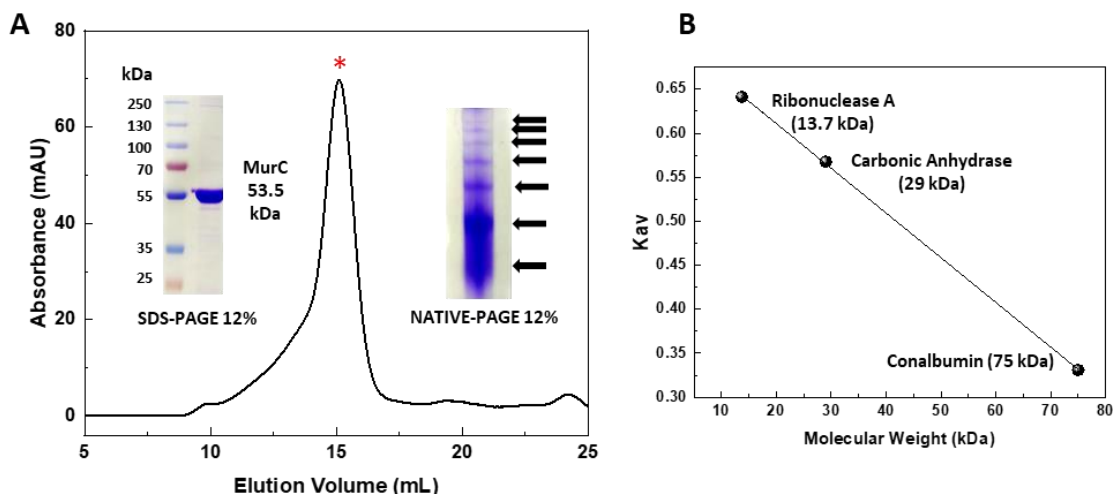 A
80
60
40
20
0
Absorbance (mAU)
5
10
15
20
25
Elution Volume (mL)
*
kDa
250
130
100
70
55
35
25
MurC
53.5
kDa
SDS-PAGE 12%
NATIVE-PAGE 12%
B
0.65
0.60
0.55
0.50
0.45
0.40
0.35
0.30
Kav
10
20
30
40
50
60
70
80
Molecular Weight (kDa)
Ribonuclease A
(13.7 kDa)
Carbonic Anhydrase
(29 kDa)
Conalbumin (75 kDa)